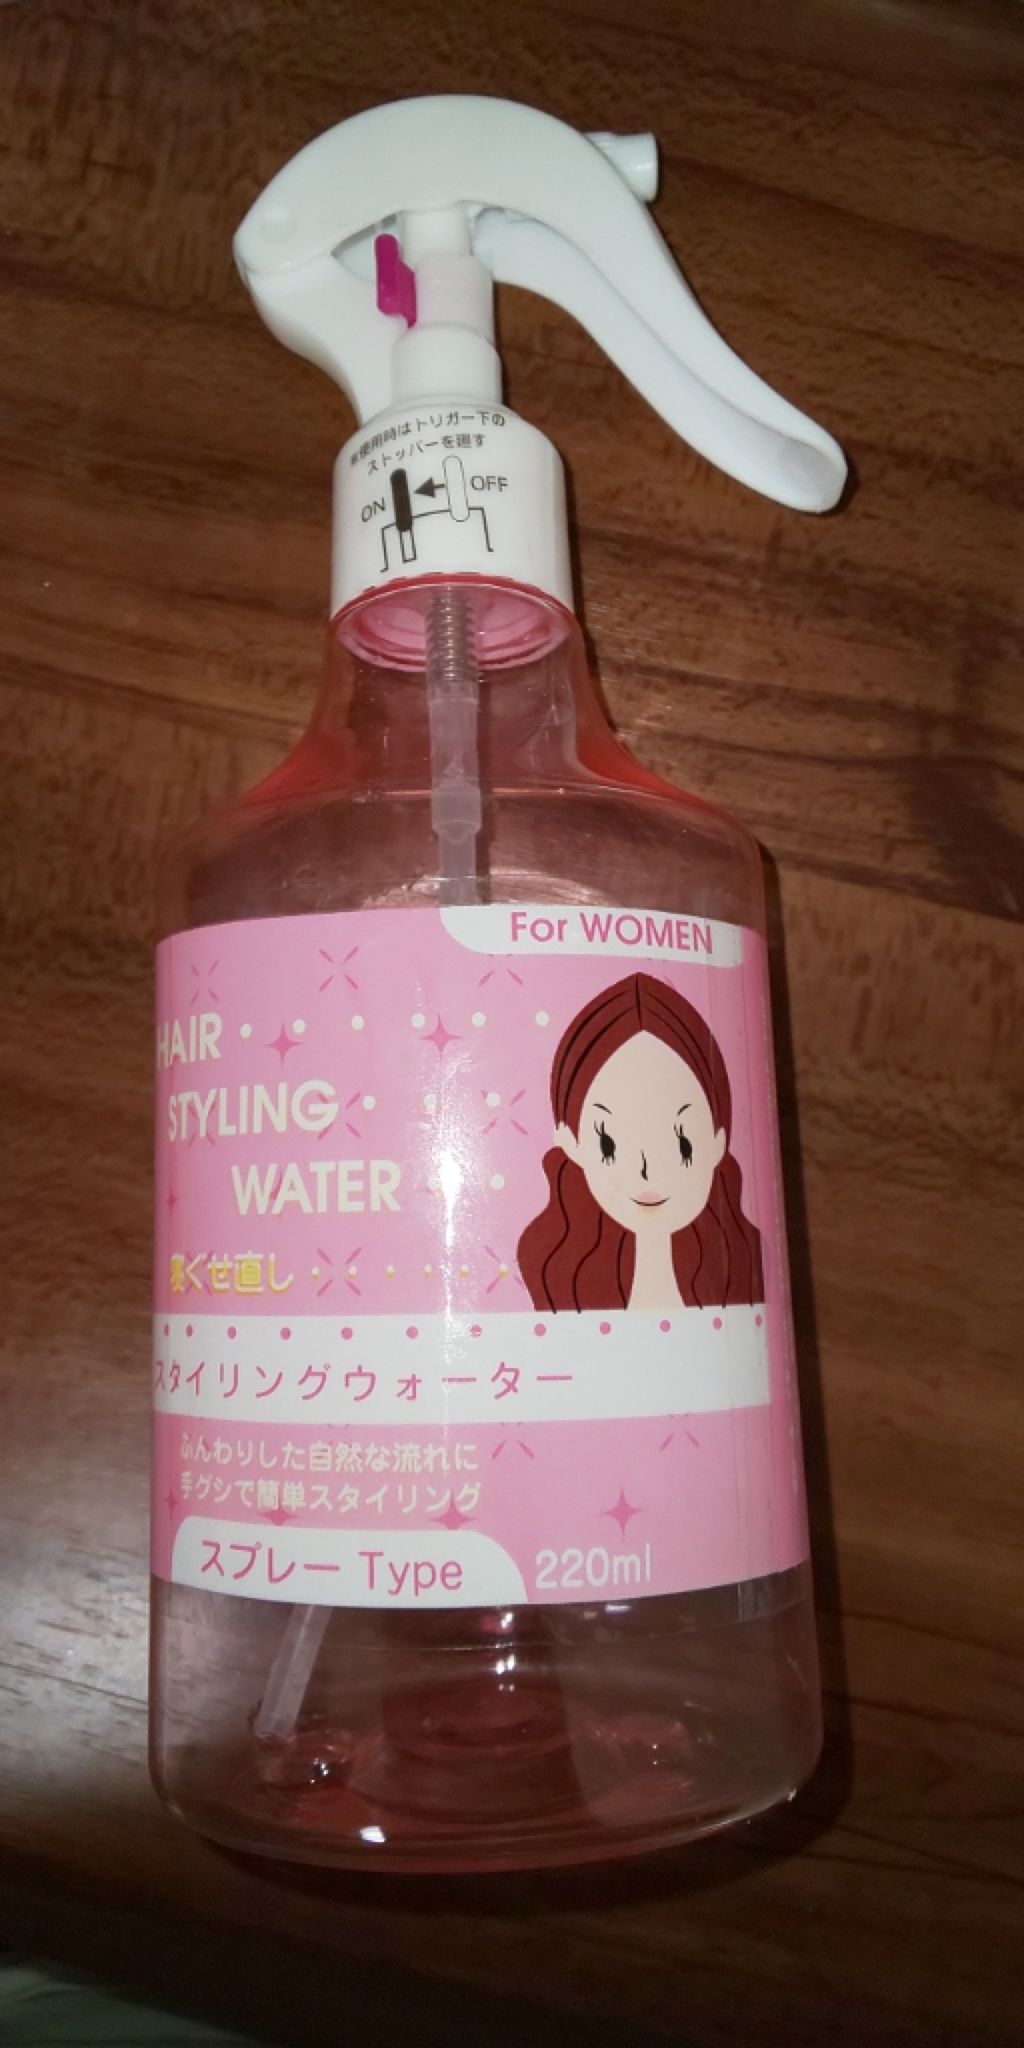 ※使用時はトリガー下の
ストッパーを廻す
ON
OFF
For WOMEN
HAIR
STYLING
WATER
寝ぐせ直し
スタイリングウォーター
ふんわりした自然な流れに
手グシで簡単スタイリング
スプレー Type
220ml